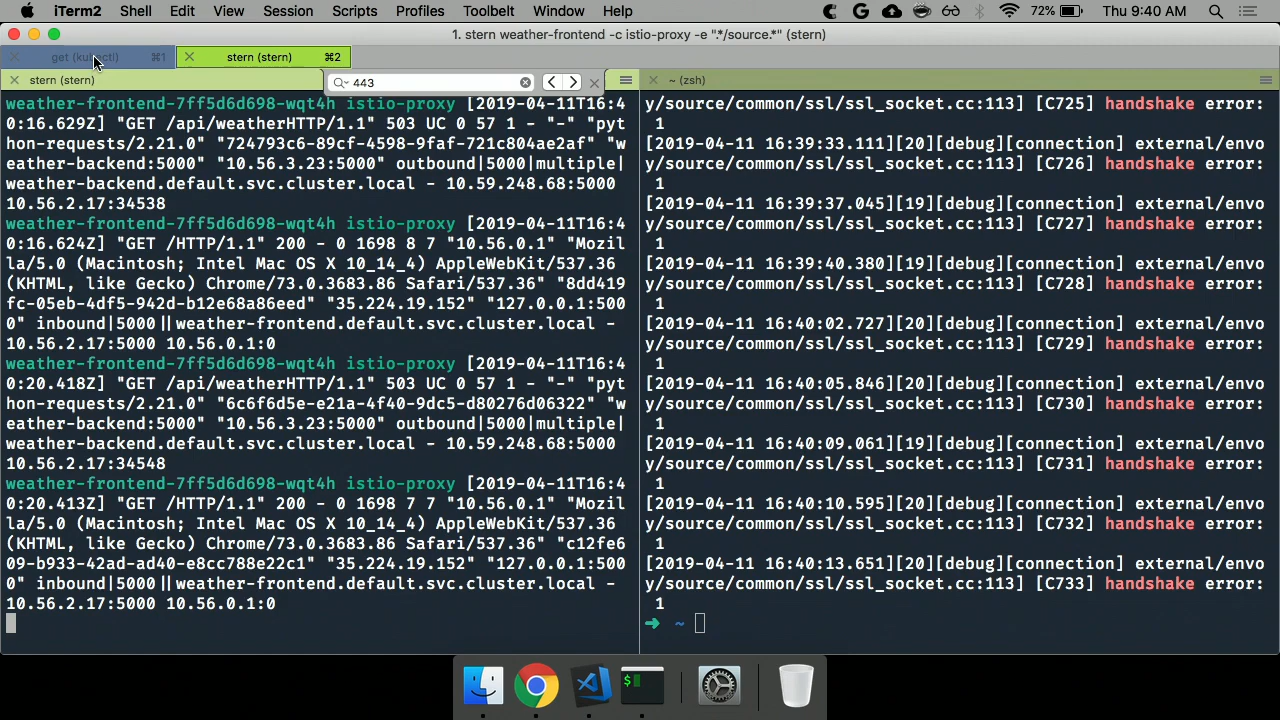 iTerm2 Shell Edit View Session Scripts Profiles Toolbelt Window Help 72% Thu 9:40 AM
1. stern weather-frontend -c istio-proxy -e ".*/source.*" (stern)
get (kubectl) ⌘1 stern (stern) ⌘2
stern (stern)
443
weather-frontend-7ff5d6d698-wqt4h istio-proxy [2019-04-11T16:4
0:16.629Z] "GET /api/weatherHTTP/1.1" 503 UC 0 57 1 - "-" "pyt
hon-requests/2.21.0" "724793c6-89cf-4598-9faf-721c804ae2af" "w
eather-backend:5000" "10.56.3.23:5000" outbound|5000|multiple|
weather-backend.default.svc.cluster.local - 10.59.248.68:5000
10.56.2.17:34538
weather-frontend-7ff5d6d698-wqt4h istio-proxy [2019-04-11T16:4
0:16.624Z] "GET /HTTP/1.1" 200 - 0 1698 8 7 "10.56.0.1" "Mozil
la/5.0 (Macintosh; Intel Mac OS X 10_14_4) AppleWebKit/537.36
(KHTML, like Gecko) Chrome/73.0.3683.86 Safari/537.36" "8dd419
fc-05eb-4df5-942d-b12e68a86eed" "35.224.19.152" "127.0.0.1:500
0" inbound|5000||weather-frontend.default.svc.cluster.local -
10.56.2.17:5000 10.56.0.1:0
weather-frontend-7ff5d6d698-wqt4h istio-proxy [2019-04-11T16:4
0:20.418Z] "GET /api/weatherHTTP/1.1" 503 UC 0 57 1 - "-" "pyt
hon-requests/2.21.0" "6c6f6d5e-e21a-4f40-9dc5-d80276d06322" "w
eather-backend:5000" "10.56.3.23:5000" outbound|5000|multiple|
weather-backend.default.svc.cluster.local - 10.59.248.68:5000
10.56.2.17:34548
weather-frontend-7ff5d6d698-wqt4h istio-proxy [2019-04-11T16:4
0:20.413Z] "GET /HTTP/1.1" 200 - 0 1698 7 7 "10.56.0.1" "Mozil
la/5.0 (Macintosh; Intel Mac OS X 10_14_4) AppleWebKit/537.36
(KHTML, like Gecko) Chrome/73.0.3683.86 Safari/537.36" "c12fe6
09-b933-42ad-ad40-e8cc788e22c1" "35.224.19.152" "127.0.0.1:500
0" inbound|5000||weather-frontend.default.svc.cluster.local -
10.56.2.17:5000 10.56.0.1:0
~ (zsh)
y/source/common/ssl/ssl_socket.cc:113] [C725] handshake error:
1
[2019-04-11 16:39:33.111][20][debug][connection] external/envo
y/source/common/ssl/ssl_socket.cc:113] [C726] handshake error:
1
[2019-04-11 16:39:37.045][19][debug][connection] external/envo
y/source/common/ssl/ssl_socket.cc:113] [C727] handshake error:
1
[2019-04-11 16:39:40.380][19][debug][connection] external/envo
y/source/common/ssl/ssl_socket.cc:113] [C728] handshake error:
1
[2019-04-11 16:40:02.727][20][debug][connection] external/envo
y/source/common/ssl/ssl_socket.cc:113] [C729] handshake error:
1
[2019-04-11 16:40:05.846][20][debug][connection] external/envo
y/source/common/ssl/ssl_socket.cc:113] [C730] handshake error:
1
[2019-04-11 16:40:09.061][19][debug][connection] external/envo
y/source/common/ssl/ssl_socket.cc:113] [C731] handshake error:
1
[2019-04-11 16:40:10.595][20][debug][connection] external/envo
y/source/common/ssl/ssl_socket.cc:113] [C732] handshake error:
1
[2019-04-11 16:40:13.651][20][debug][connection] external/envo
y/source/common/ssl/ssl_socket.cc:113] [C733] handshake error:
1
➜ ~